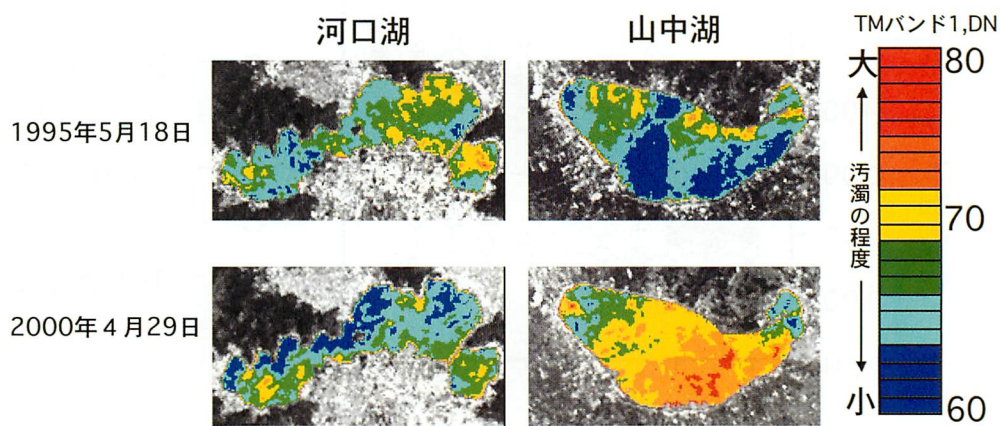 河口湖
山中湖
TMバンド1,DN
1995年5月18日
2000年4月29日
大
汚濁の程度
小
80
70
60